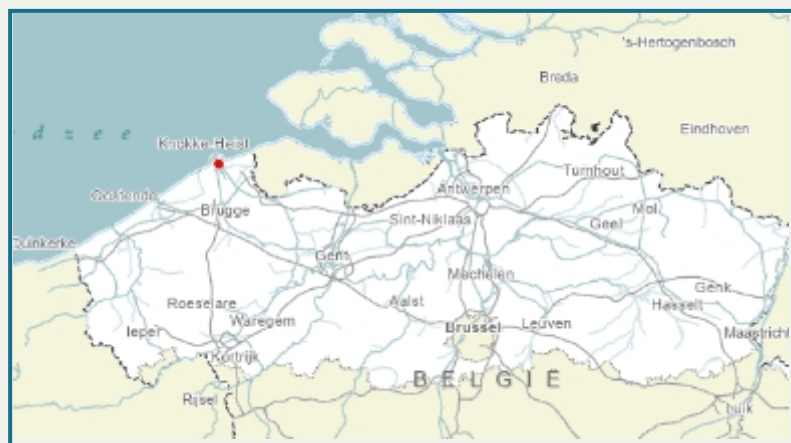 's-Hertogenbosch
Breda
Eindhoven
d z e e
Knokke-Heist
Turnhout
Antwerpen
Oostende
Mol
Brugge
Sint-Niklaas
Geel
Duinkerke
Gent
Mechelen
Genk
Roeselare
Aalst
Hasselt
Waregem
Ieper
Brussel
Leuven
Maastricht
Kortrijk
BELGIË
Rijsel
Luik